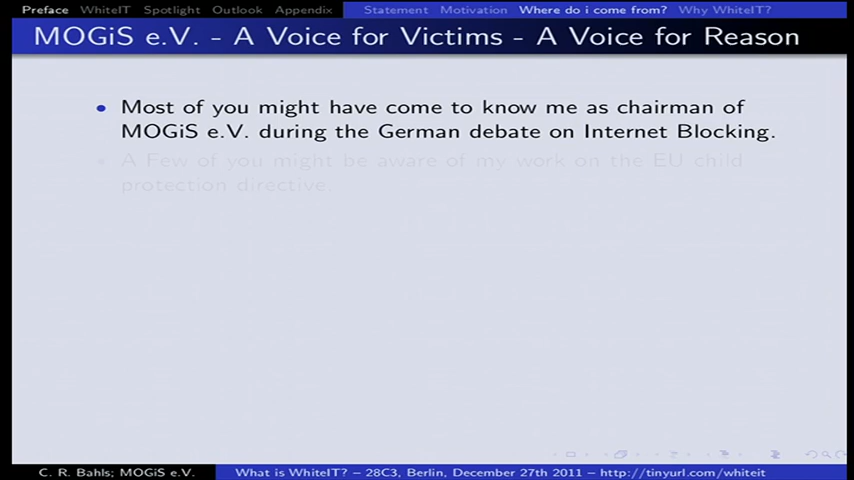 Preface WhiteIT Spotlight Outlook Appendix Statement Motivation Where do i come from? Why WhiteIT?
MOGiS e.V. - A Voice for Victims - A Voice for Reason
• Most of you might have come to know me as chairman of
MOGiS e.V. during the German debate on Internet Blocking.
• A Few of you might be aware of my work on the EU child
protection directive
C. R. Bahls; MOGiS e.V. What is WhiteIT? – 28C3, Berlin, December 27th 2011 – http://tinyurl.com/whiteit